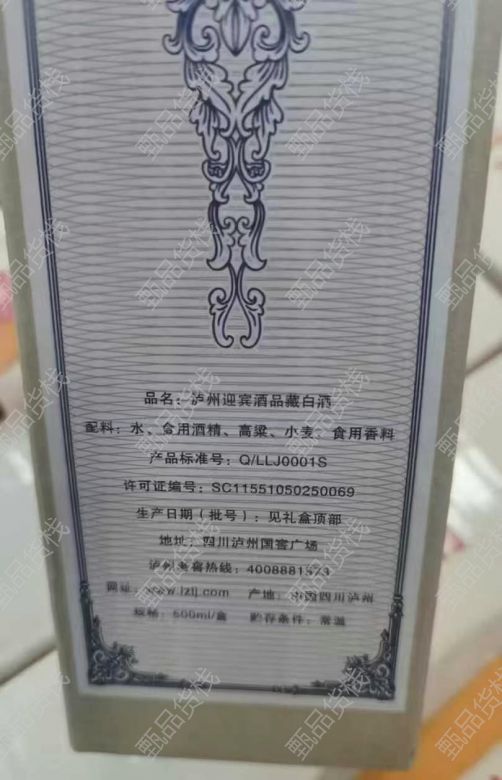 品名：泸州迎宾酒品藏白酒
配料：水、食用酒精、高粱、小麦、食用香料
产品标准号：Q/LLJ0001S
许可证编号：SC11551050250069
生产日期（批号）：见礼盒顶部
地址：四川泸州国窖广场
泸州老窖热线：4008881573
网址：www.lzlj.com 产地：中国四川泸州
规格：500ml/盒 贮存条件：常温
甄品货栈